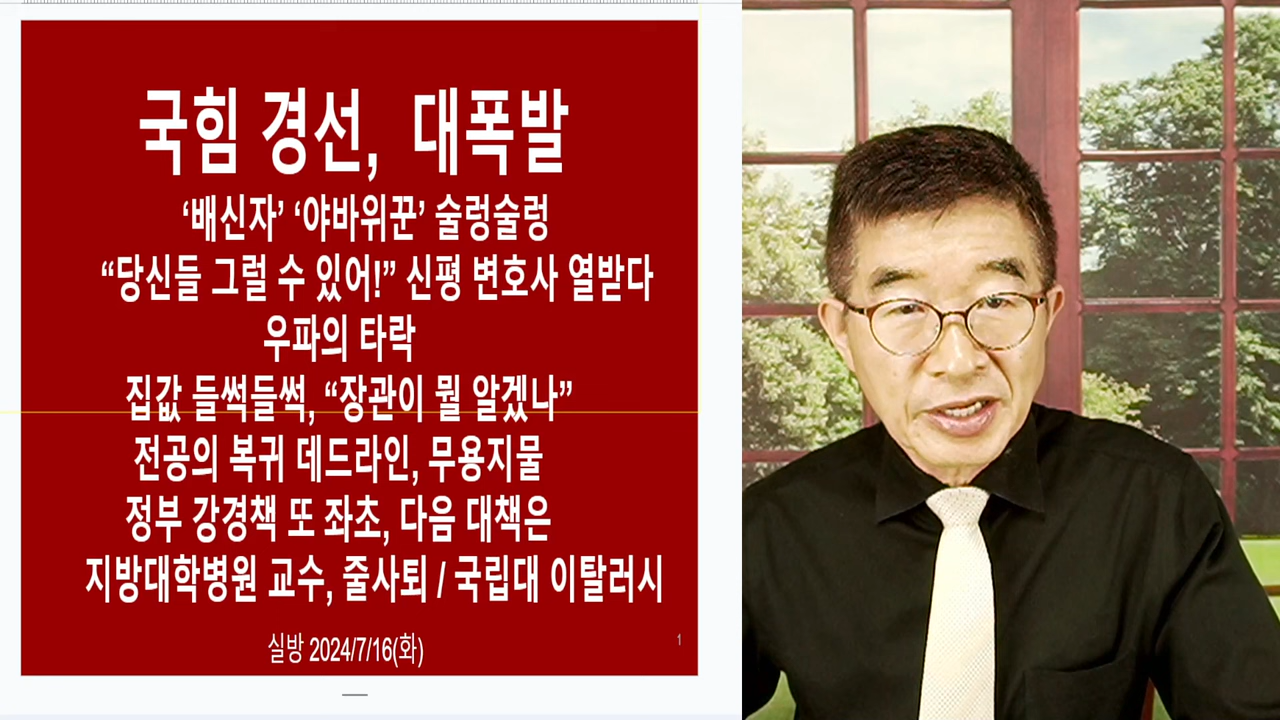 국힘 경선, 대폭발
‘배신자’ ‘야바위꾼’ 술렁술렁
“당신들 그럴 수 있어!” 신평 변호사 열받다
우파의 타락
집값 들썩들썩, “장관이 뭘 알겠나”
전공의 복귀 데드라인, 무용지물
정부 강경책 또 좌초, 다음 대책은
지방대학병원 교수, 줄사퇴 / 국립대 이탈러시
실방 2024/7/16(화)
1